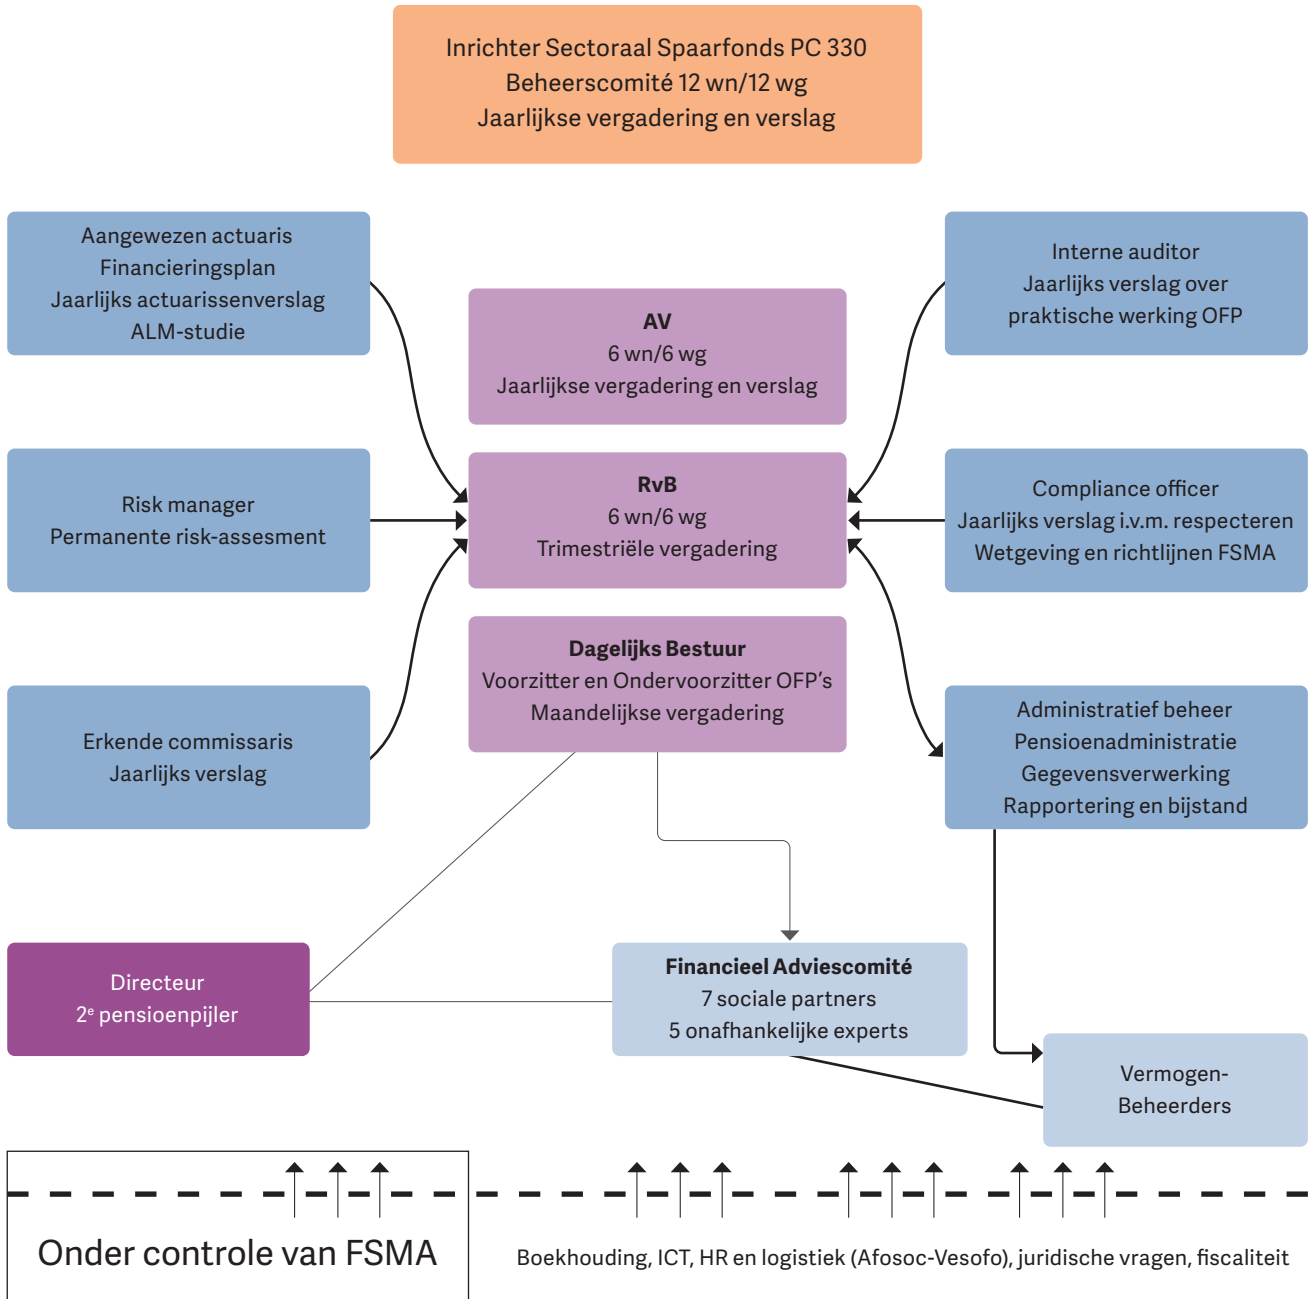 Inrichter Sectoraal Spaarfonds PC 330
Beheerscomité 12 wn/12 wg
Jaarlijkse vergadering en verslag
Aangewezen actuaris
Financieringsplan
Jaarlijks actuarissenverslag
ALM-studie
Interne auditor
Jaarlijks verslag over
praktische werking OFP
AV
6 wn/6 wg
Jaarlijkse vergadering en verslag
Risk manager
Permanente risk-assesment
RvB
6 wn/6 wg
Trimestriële vergadering
Compliance officer
Jaarlijks verslag i.v.m. respecteren
Wetgeving en richtlijnen FSMA
Dagelijks Bestuur
Voorzitter en Ondervoorzitter OFP’s
Maandelijkse vergadering
Erkende commissaris
Jaarlijks verslag
Administratief beheer
Pensioenadministratie
Gegevensverwerking
Rapportering en bijstand
Directeur
2e pensioenpijler
Financieel Adviescomité
7 sociale partners
5 onafhankelijke experts
Vermogen-
Beheerders
Onder controle van FSMA
Boekhouding, ICT, HR en logistiek (Afosoc-Vesofo), juridische vragen, fiscaliteit